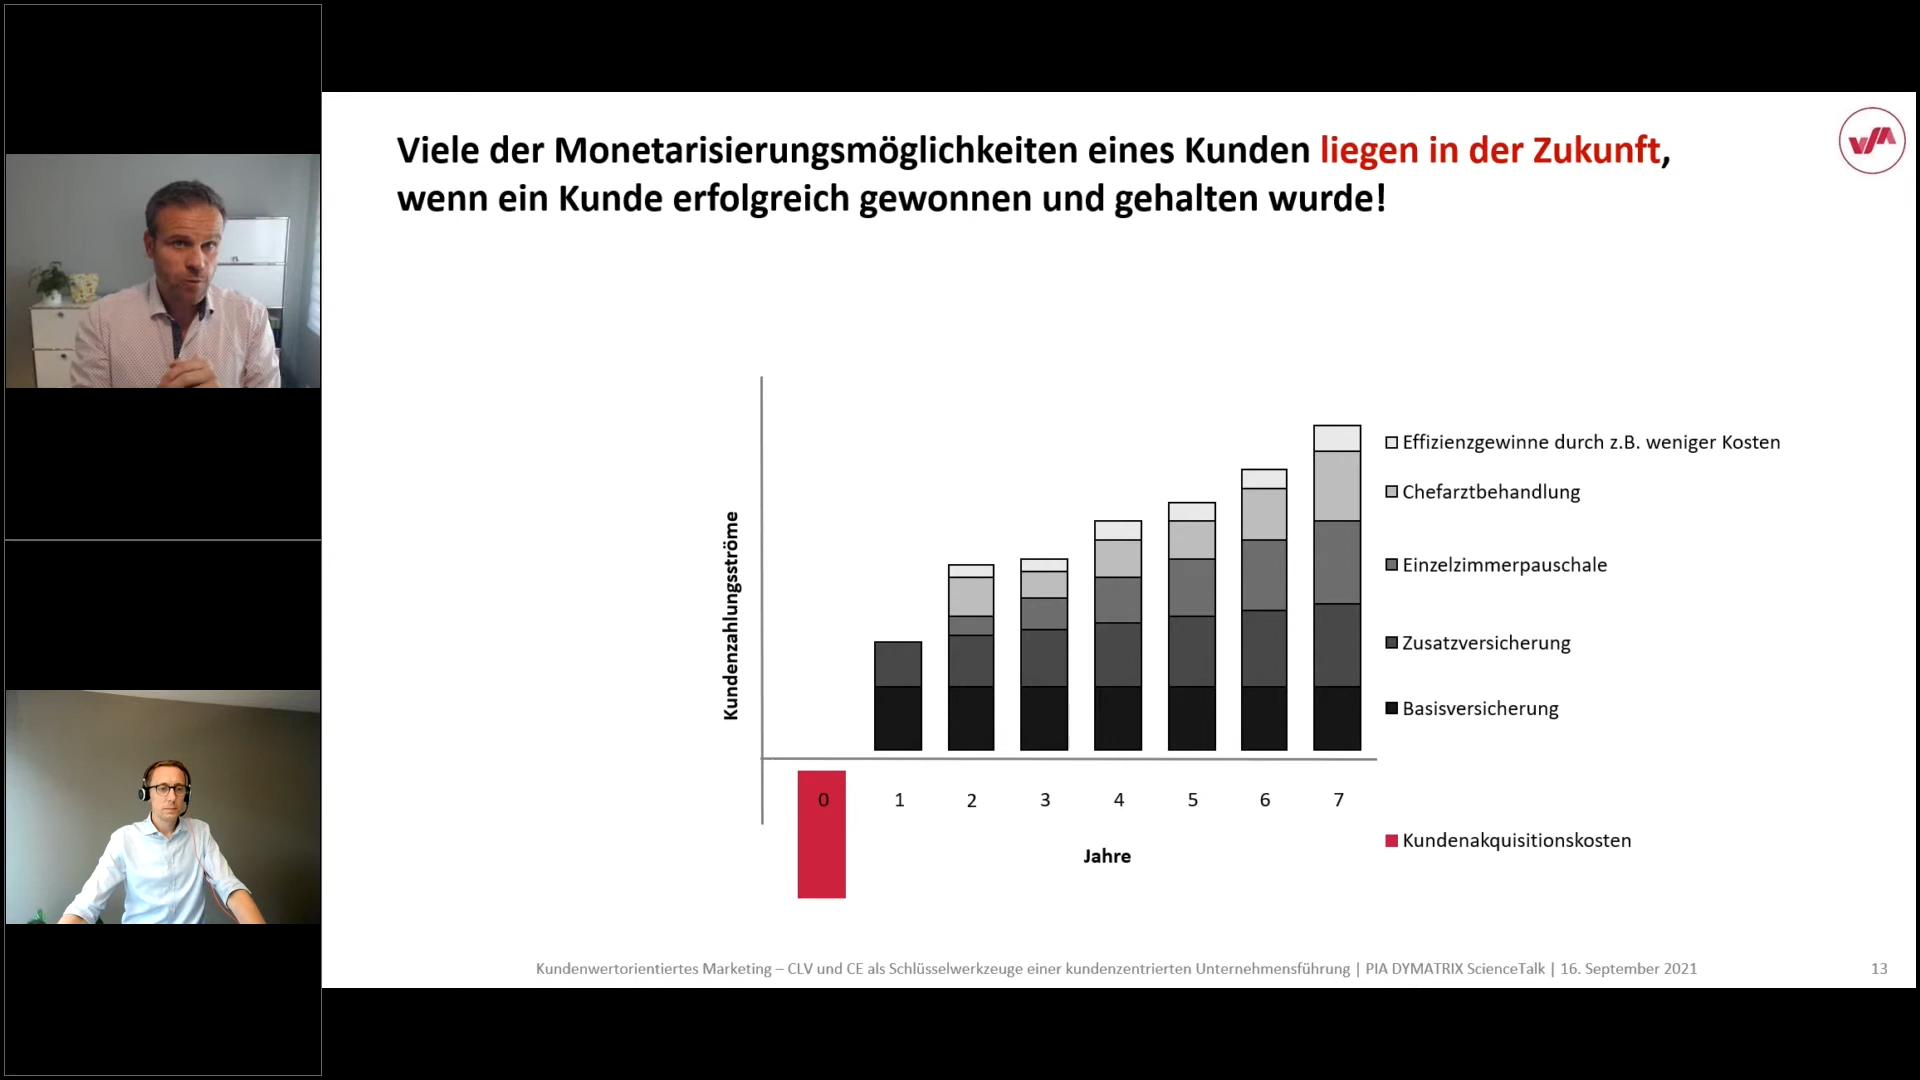 Viele der Monetarisierungsmöglichkeiten eines Kunden liegen in der Zukunft,
wenn ein Kunde erfolgreich gewonnen und gehalten wurde!
Kundenzahlungsströme
Effizienzgewinne durch z.B. weniger Kosten
Chefarztbehandlung
Einzelzimmerpauschale
Zusatzversicherung
Basisversicherung
0 1 2 3 4 5 6 7
Jahre
Kundenakquisitionskosten
Kundenwertorientiertes Marketing – CLV und CE als Schlüsselwerkzeuge einer kundenzentrierten Unternehmensführung | PIA DYMATRIX ScienceTalk | 16. September 2021
13